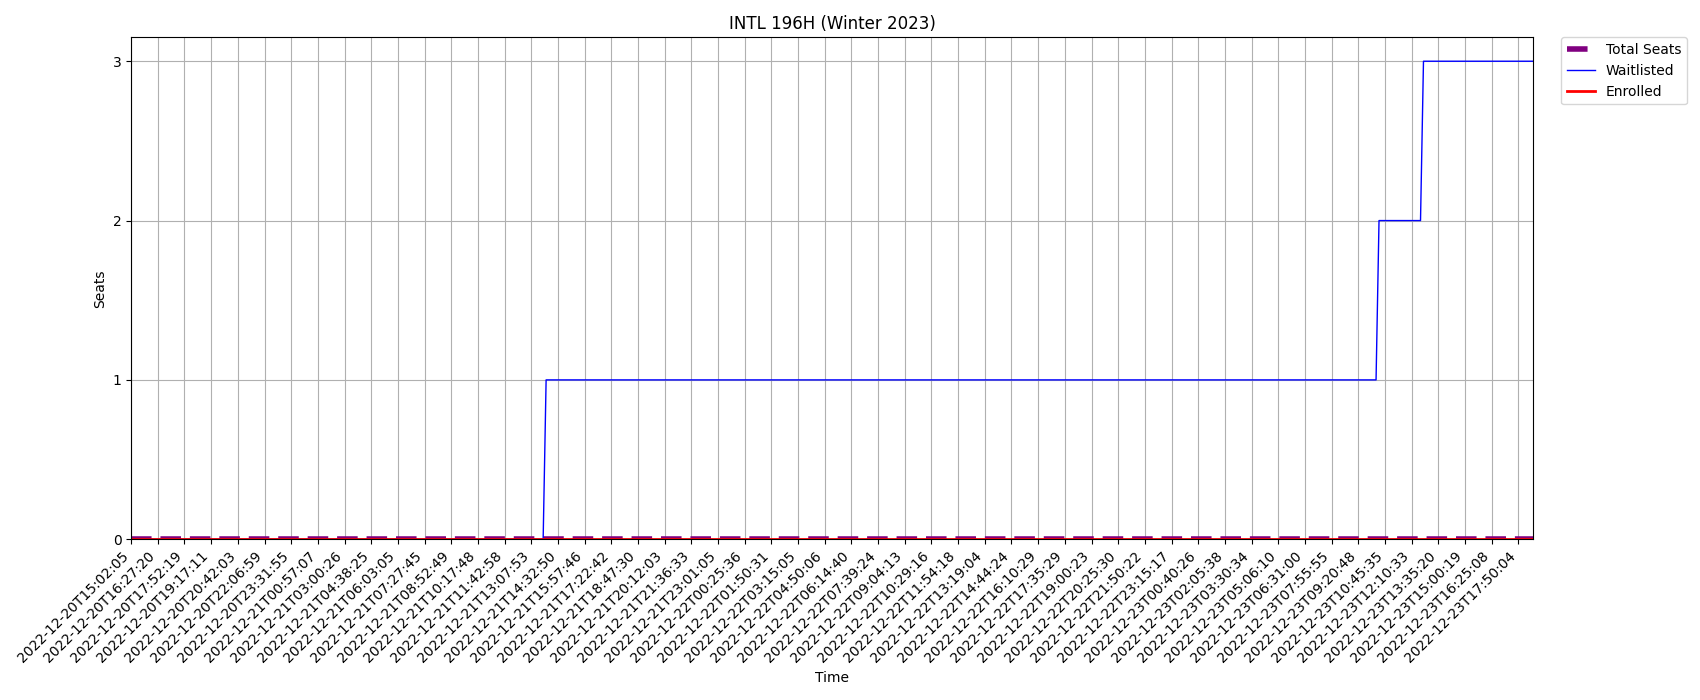 INTL 196H (Winter 2023)
Total Seats
Waitlisted
Enrolled
Seats
3
2
1
0
2022-12-20T15:02:05
2022-12-20T16:27:20
2022-12-20T17:52:19
2022-12-20T19:17:11
2022-12-20T20:42:03
2022-12-20T22:06:59
2022-12-20T23:31:55
2022-12-21T00:57:07
2022-12-21T03:00:26
2022-12-21T04:38:25
2022-12-21T06:03:05
2022-12-21T07:27:45
2022-12-21T08:52:49
2022-12-21T10:17:48
2022-12-21T11:42:58
2022-12-21T13:07:53
2022-12-21T14:32:50
2022-12-21T15:57:46
2022-12-21T17:22:42
2022-12-21T18:47:30
2022-12-21T20:12:03
2022-12-21T21:36:33
2022-12-21T23:01:05
2022-12-22T00:25:36
2022-12-22T01:50:31
2022-12-22T03:15:05
2022-12-22T04:50:06
2022-12-22T06:14:40
2022-12-22T07:39:24
2022-12-22T09:04:13
2022-12-22T10:29:16
2022-12-22T11:54:18
2022-12-22T13:19:04
2022-12-22T14:44:24
2022-12-22T16:10:29
2022-12-22T17:35:29
2022-12-22T19:00:23
2022-12-22T20:25:30
2022-12-22T21:50:22
2022-12-22T23:15:17
2022-12-23T00:40:26
2022-12-23T02:05:38
2022-12-23T03:30:34
2022-12-23T05:06:10
2022-12-23T06:31:00
2022-12-23T07:55:55
2022-12-23T09:20:48
2022-12-23T10:45:35
2022-12-23T12:10:33
2022-12-23T13:35:20
2022-12-23T15:00:19
2022-12-23T16:25:08
2022-12-23T17:50:04
Time